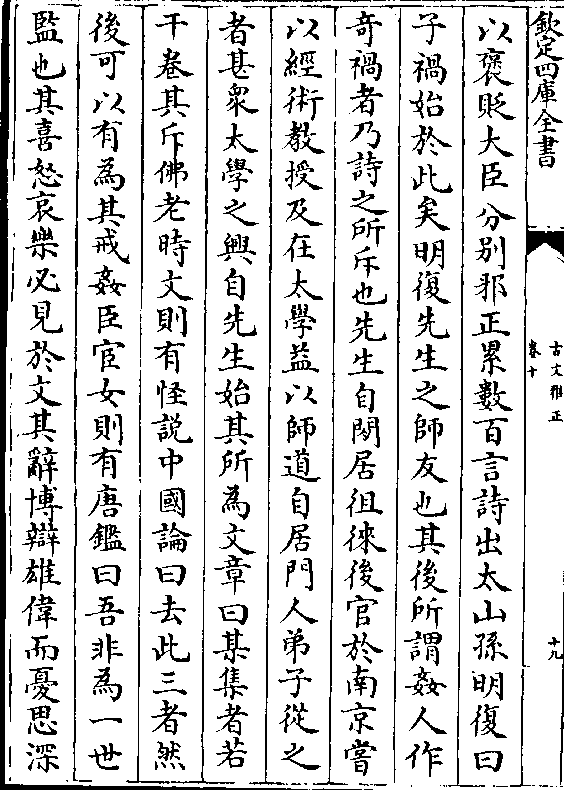 欽定四庫全書
古文雅正
卷十
十九
以襃貶大臣分别邪正累數百言詩出太山孫明復曰
子禍始於此矣明復先生之師友也其後所謂姦人作
奇禍者乃詩之所斥也先生自閑居徂徠後官於南京嘗
以經術教授及在太學益以師道自居門人弟子從之
者甚衆太學之興自先生始其所為文章曰某集者若
干卷其斥佛老時文則有怪説中國論曰去此三者然
後可以有為其戒姦臣宦女則有唐鑑曰吾非為一世
監也其喜怒哀樂必見於文其辭博辯雄偉而憂思深